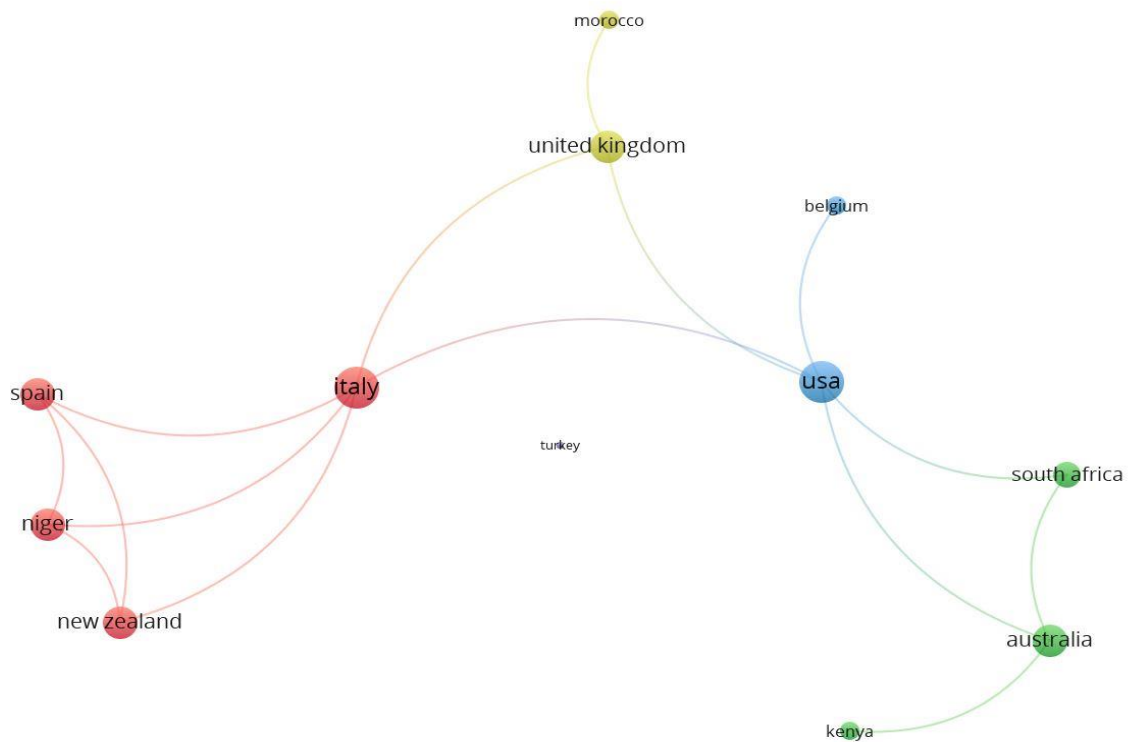 morocco
united kingdom
belgium
usa
italy
spain
turkey
south africa
niger
new zealand
australia
kenya